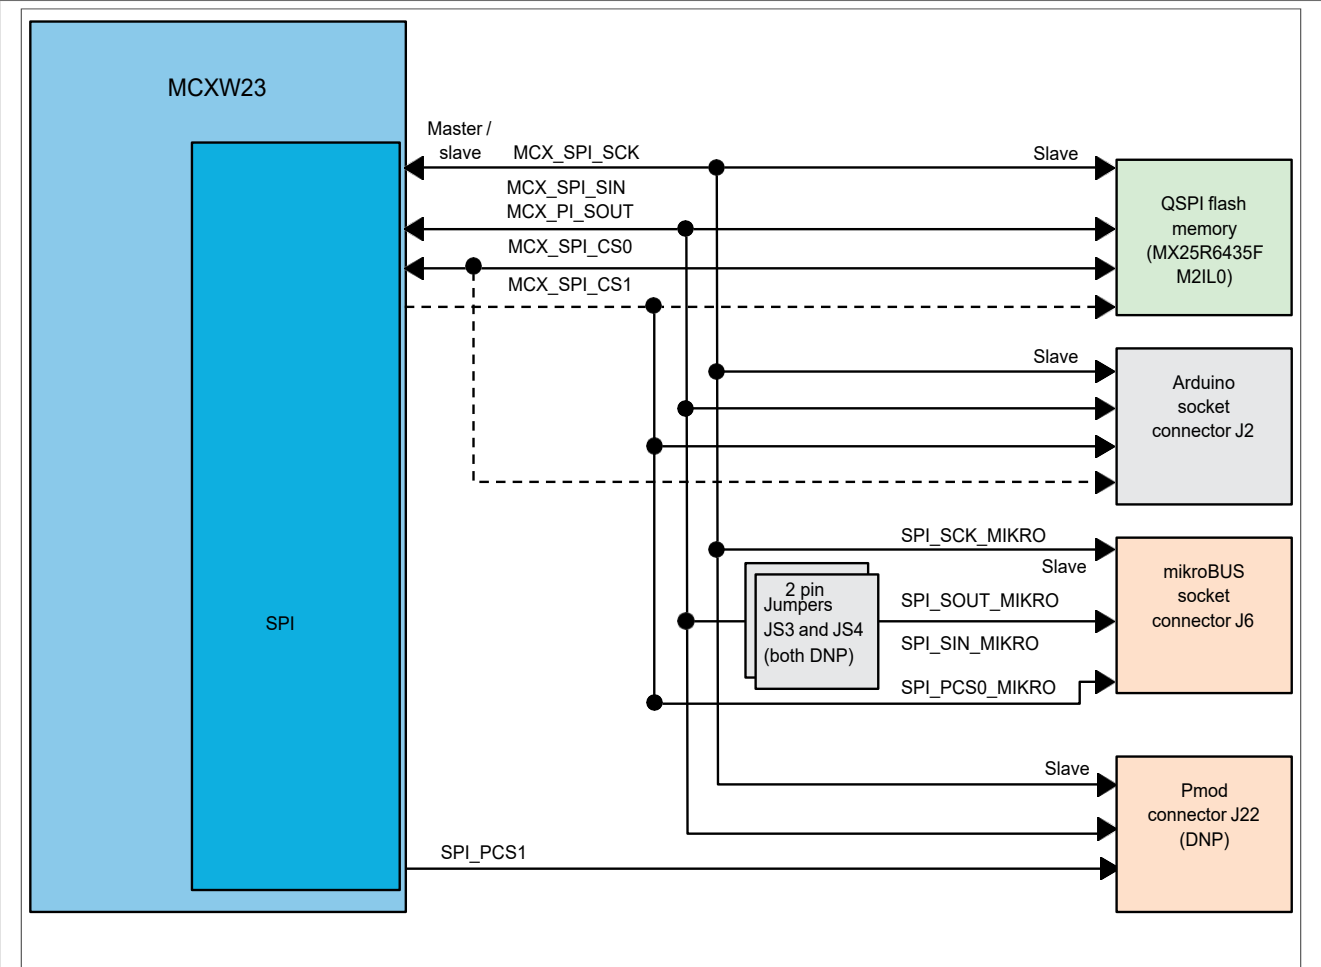 MCXW23
SPI
Master /
slave
MCX_SPI_SCK
MCX_SPI_SIN
MCX_PI_SOUT
MCX_SPI_CS0
MCX_SPI_CS1
Slave
QSPI flash
memory
(MX25R6435F
M2IL0)
Slave
Arduino
socket
connector J2
SPI_SCK_MIKRO
Slave
2 pin
Jumpers
JS3 and JS4
(both DNP)
SPI_SOUT_MIKRO
SPI_SIN_MIKRO
SPI_PCS0_MIKRO
mikroBUS
socket
connector J6
Slave
Pmod
connector J22
(DNP)
SPI_PCS1